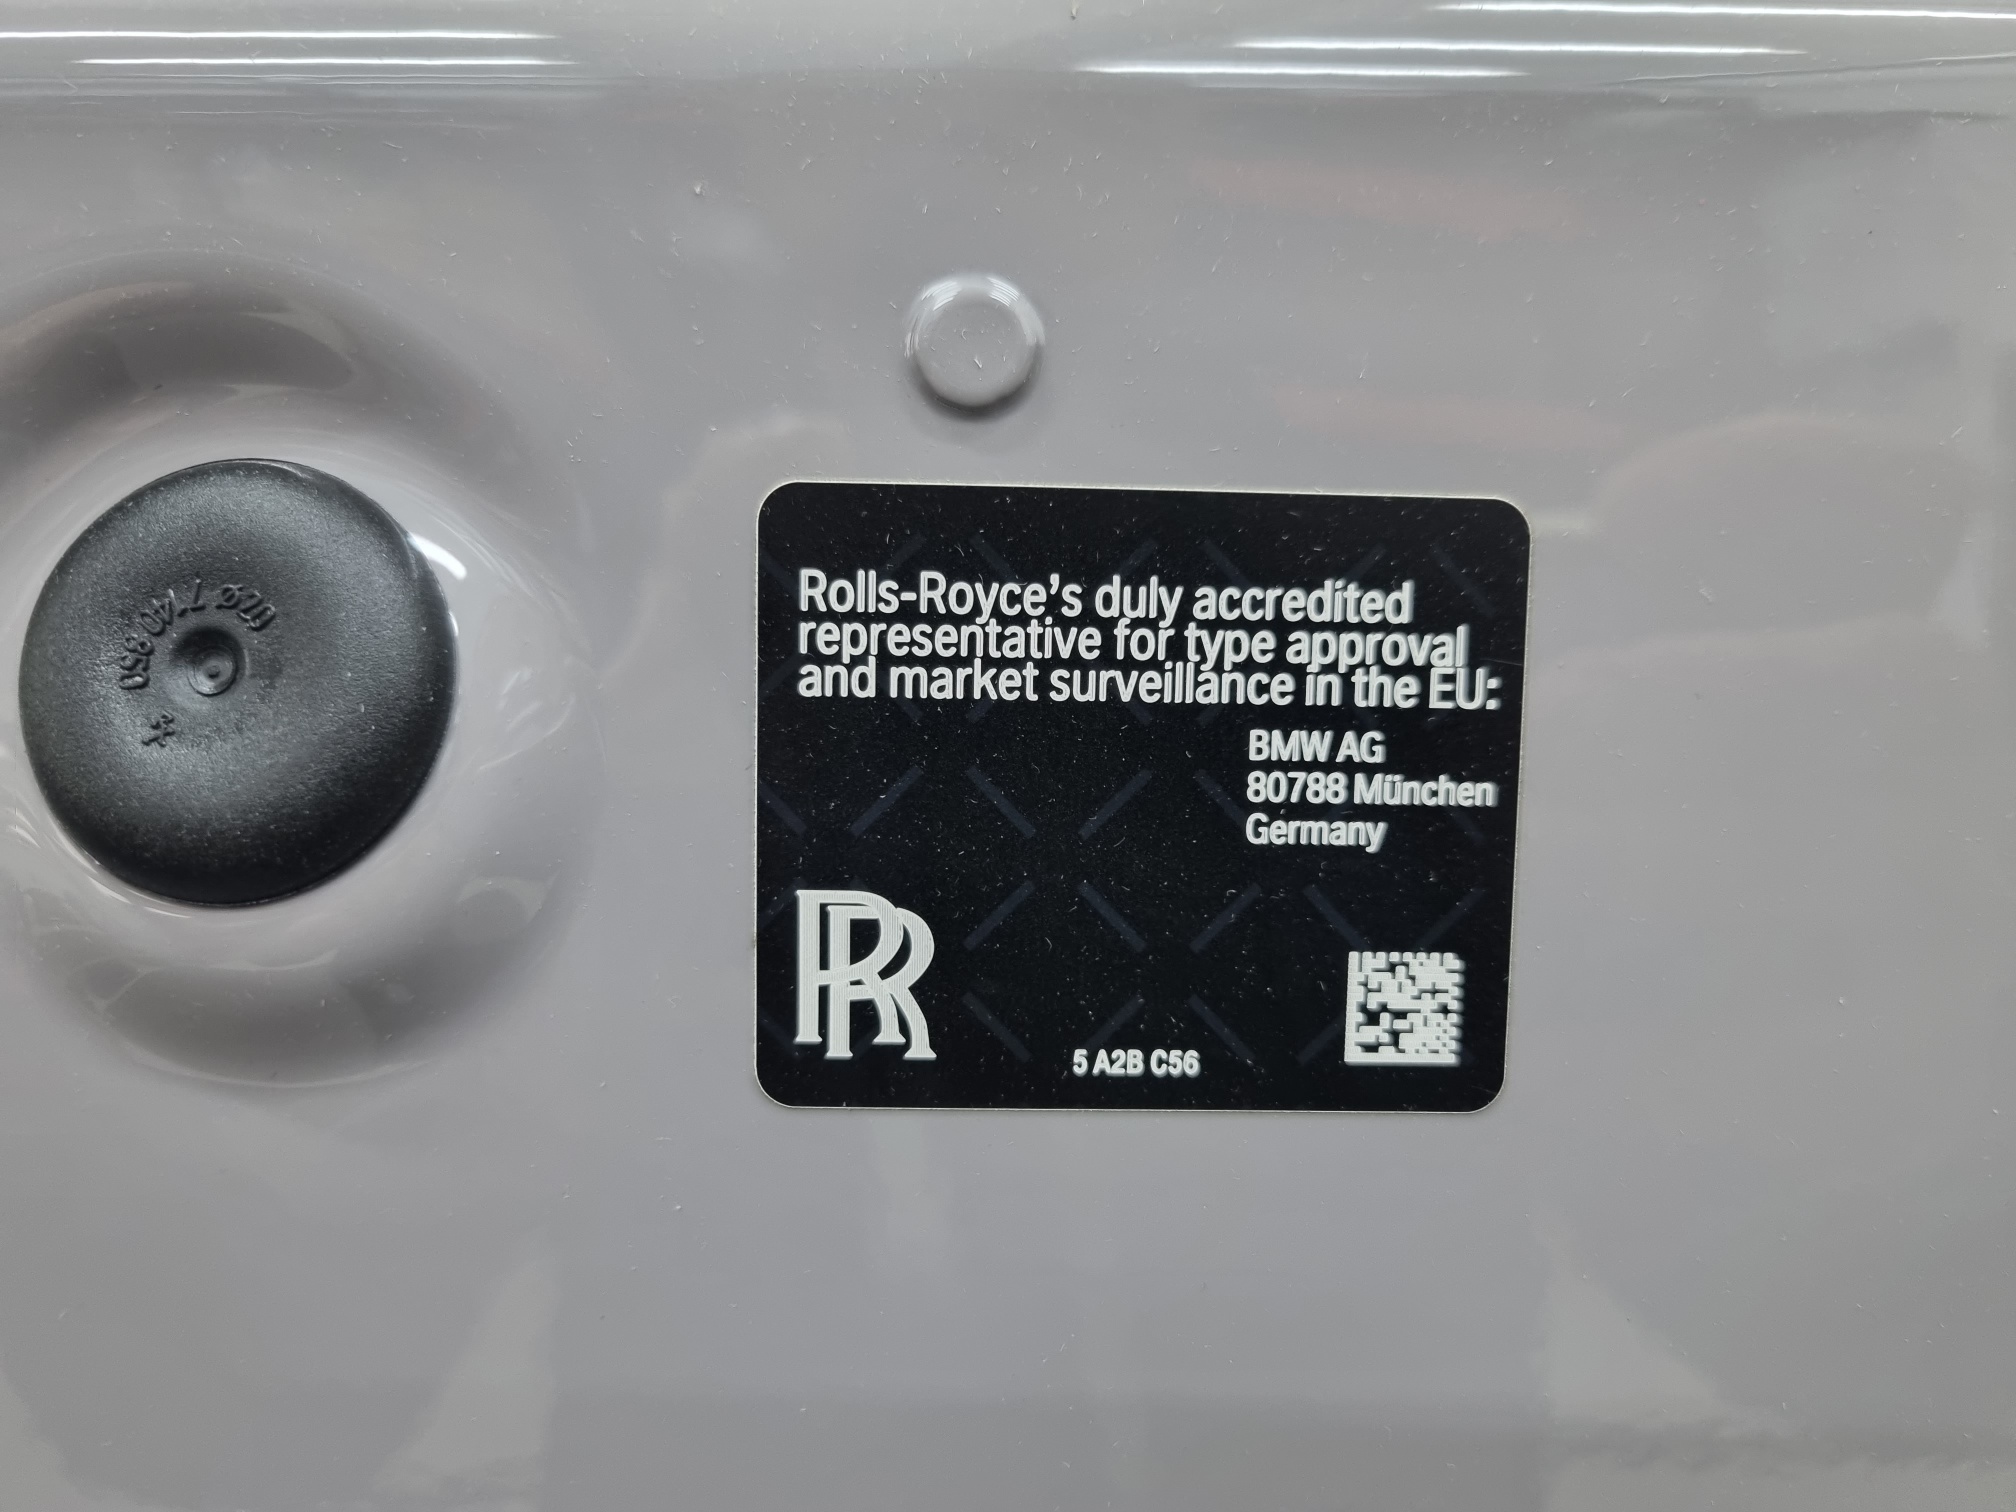 Rolls-Royce's duly accredited
representative for type approval
and market surveillance in the EU:
BMW AG
80788 München
Germany
RR
5 A2B C56